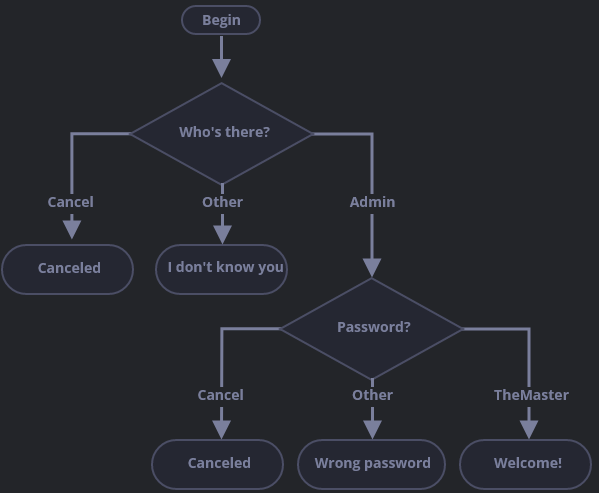 Begin
Who's there?
Cancel
Other
Admin
Canceled
I don't know you
Password?
Cancel
Other
TheMaster
Canceled
Wrong password
Welcome!